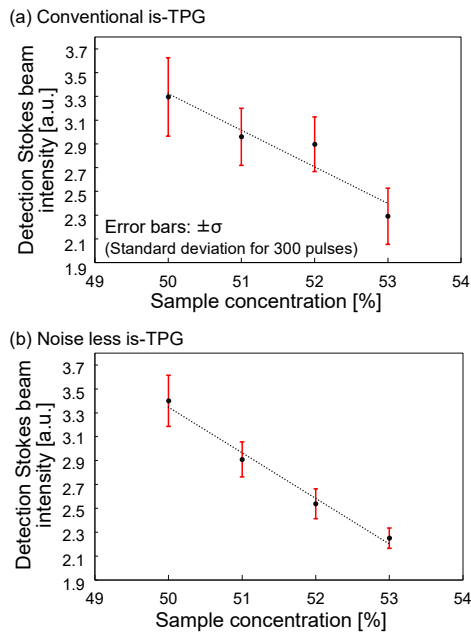 (a) Conventional is-TPG
3.7
3.5
3.3
3.1
2.9
2.7
2.5
2.3
2.1
1.9
Detection Stokes beam
intensity [a.u.]
Error bars: ±σ
(Standard deviation for 300 pulses)
49 50 51 52 53 54
Sample concentration [%]
(b) Noise less is-TPG
3.7
3.5
3.3
3.1
2.9
2.7
2.5
2.3
2.1
1.9
Detection Stokes beam
intensity [a.u.]
49 50 51 52 53 54
Sample concentration [%]